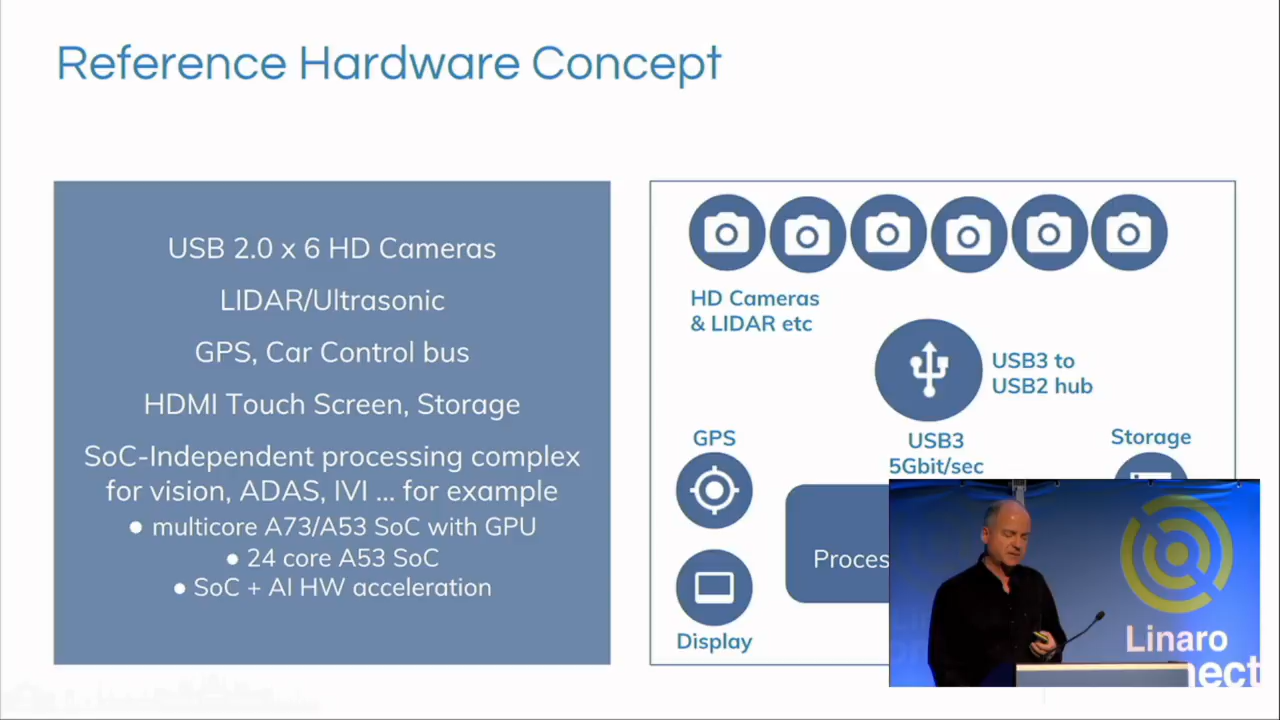 Reference Hardware Concept
USB 2.0 x 6 HD Cameras
LIDAR/Ultrasonic
GPS, Car Control bus
HDMI Touch Screen, Storage
SoC-Independent processing complex
for vision, ADAS, IVI ... for example
● multicore A73/A53 SoC with GPU
● 24 core A53 SoC
● SoC + AI HW acceleration
HD Cameras
& LIDAR etc
USB3 to
USB2 hub
USB3
5Gbit/sec
GPS
Storage
Display
Linaro